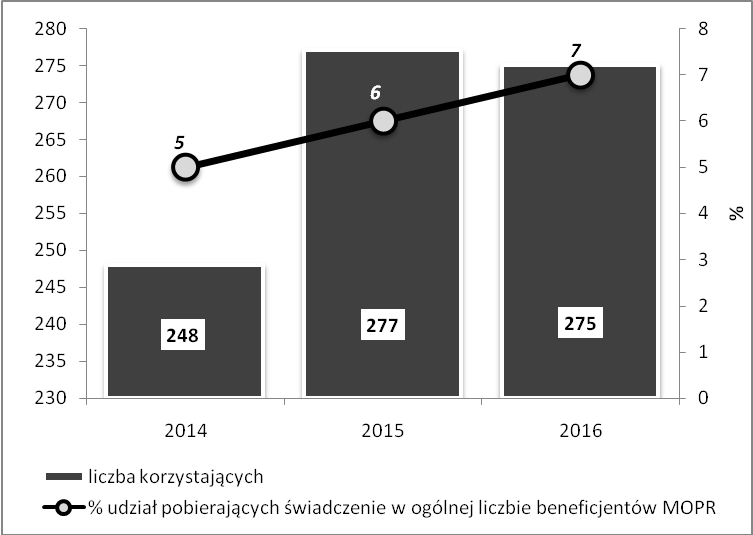 280 8
275 7
270 6
265 5
260 4
255 3
250 2
245 1
240 0
235
230
5 6 7
248 277 275
%
2014 2015 2016
liczba korzystających
% udział pobierających świadczenie w ogólnej liczbie beneficjentów MOPR